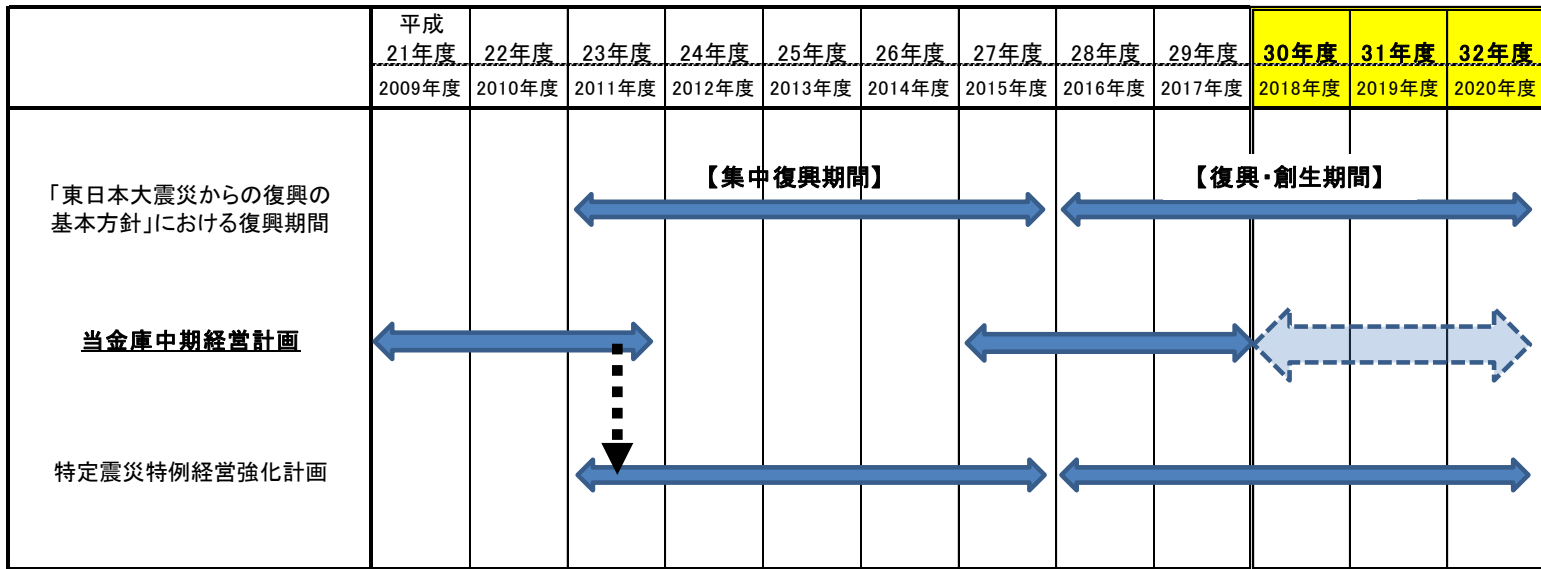 平成
21年度 22年度 23年度 24年度 25年度 26年度 27年度 28年度 29年度 30年度 31年度 32年度
2009年度 2010年度 2011年度 2012年度 2013年度 2014年度 2015年度 2016年度 2017年度 2018年度 2019年度 2020年度
【集中復興期間】 【復興・創生期間】
「東日本大震災からの復興の
基本方針」における復興期間
当金庫中期経営計画
特定震災特例経営強化計画